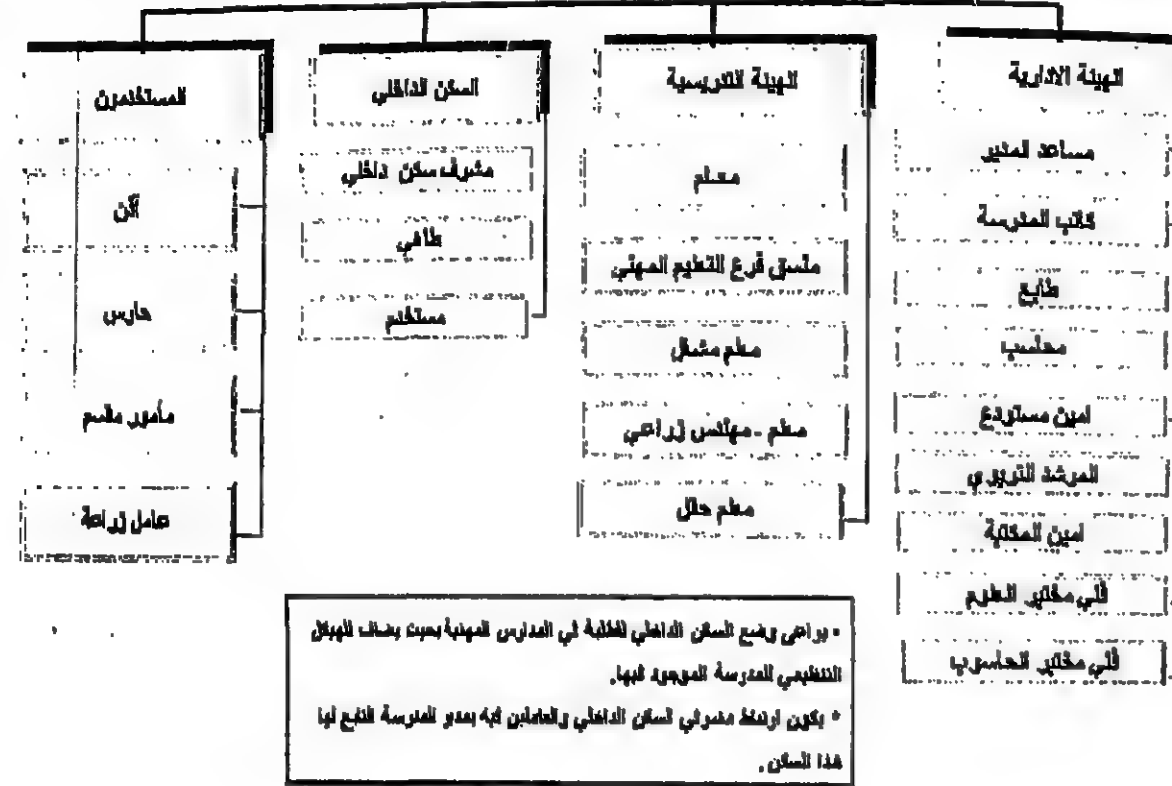 الهيئة الادارية
مساعد المدير
كاتب المدرسة
طابع
محاسب
امين مستودع
المرشد التربوي
امين المكتبة
فني مختبر العلوم
فني مختبر الحاسوب
الهيئة التدريسية
معلم
منسق فرع التعليم المهني
معلم مشغل
معلم - مهندس زراعي
معلم حقل
السكن الداخلي
مشرف سكن داخلي
طاهي
مستخدم
المستخدمون
آذن
حارس
مأمور مقسم
عامل زراعة
* يراعى وضع السكن الداخلي للطلبة في المدارس المهنية بحيث يضاف للهيكل
التنظيمي للمدرسة الموجود فيها.
* يكون ارتباط مشرفي السكن الداخلي والعاملين فيه بمدير المدرسة التابع لها
هذا السكن .